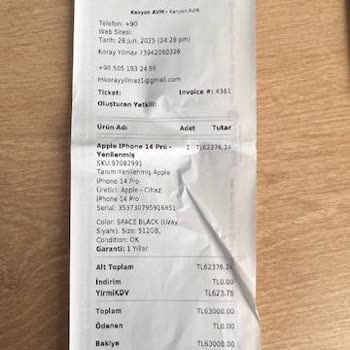 Kanyon AVM - Kanyon AVM
Telefon: +90
Web Sitesi:
Tarih: 28 Jun, 2025 (04:28 pm)
Koray Yılmaz 73942060326
+90 505 193 24 56
mkorayyilmaz1@gmail.com
Ticket: Invoice #: 4361
Oluşturan Yetkili:
Ürün Adı Adet Tutar
Apple iPhone 14 Pro - 1 TL62376.24
Yenilenmiş
SKU:97082991
Tanım:Yenilenmiş Apple
iPhone 14 Pro
Üretici: Apple - Cihaz:
iPhone 14 Pro
Serial: 353730795916951
Color: SPACE BLACK (Uzay
Siyahı), Size: 512GB,
Condition: OK
Garanti: 1 Yıllar
Alt Toplam TL62376.24
İndirim TL0.00
YirmiKDV TL623.76
Toplam TL63000.00
Ödenen TL0.00
Bakiye TL63000.00